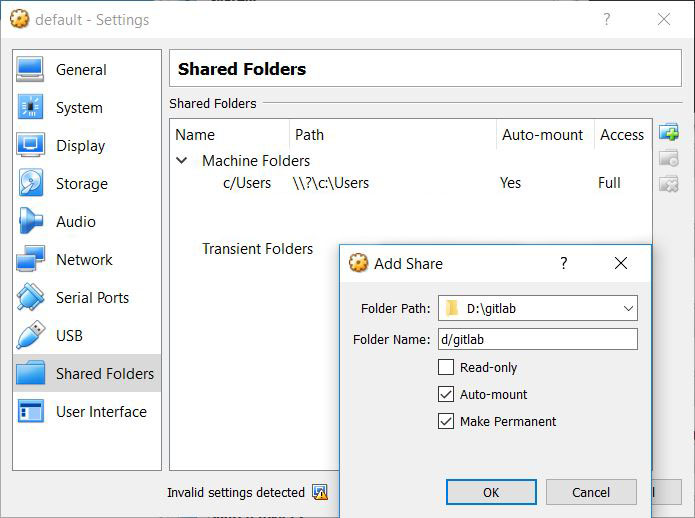 default - Settings
?
General
System
Display
Storage
Audio
Network
Serial Ports
USB
Shared Folders
User Interface
Shared Folders
Shared Folders
Name Path Auto-mount Access
Machine Folders
c/Users \\?\c:\Users Yes Full
Transient Folders
Add Share ?
Folder Path: D:\gitlab
Folder Name: d/gitlab
Read-only
Auto-mount
Make Permanent
OK Cancel
Invalid settings detected